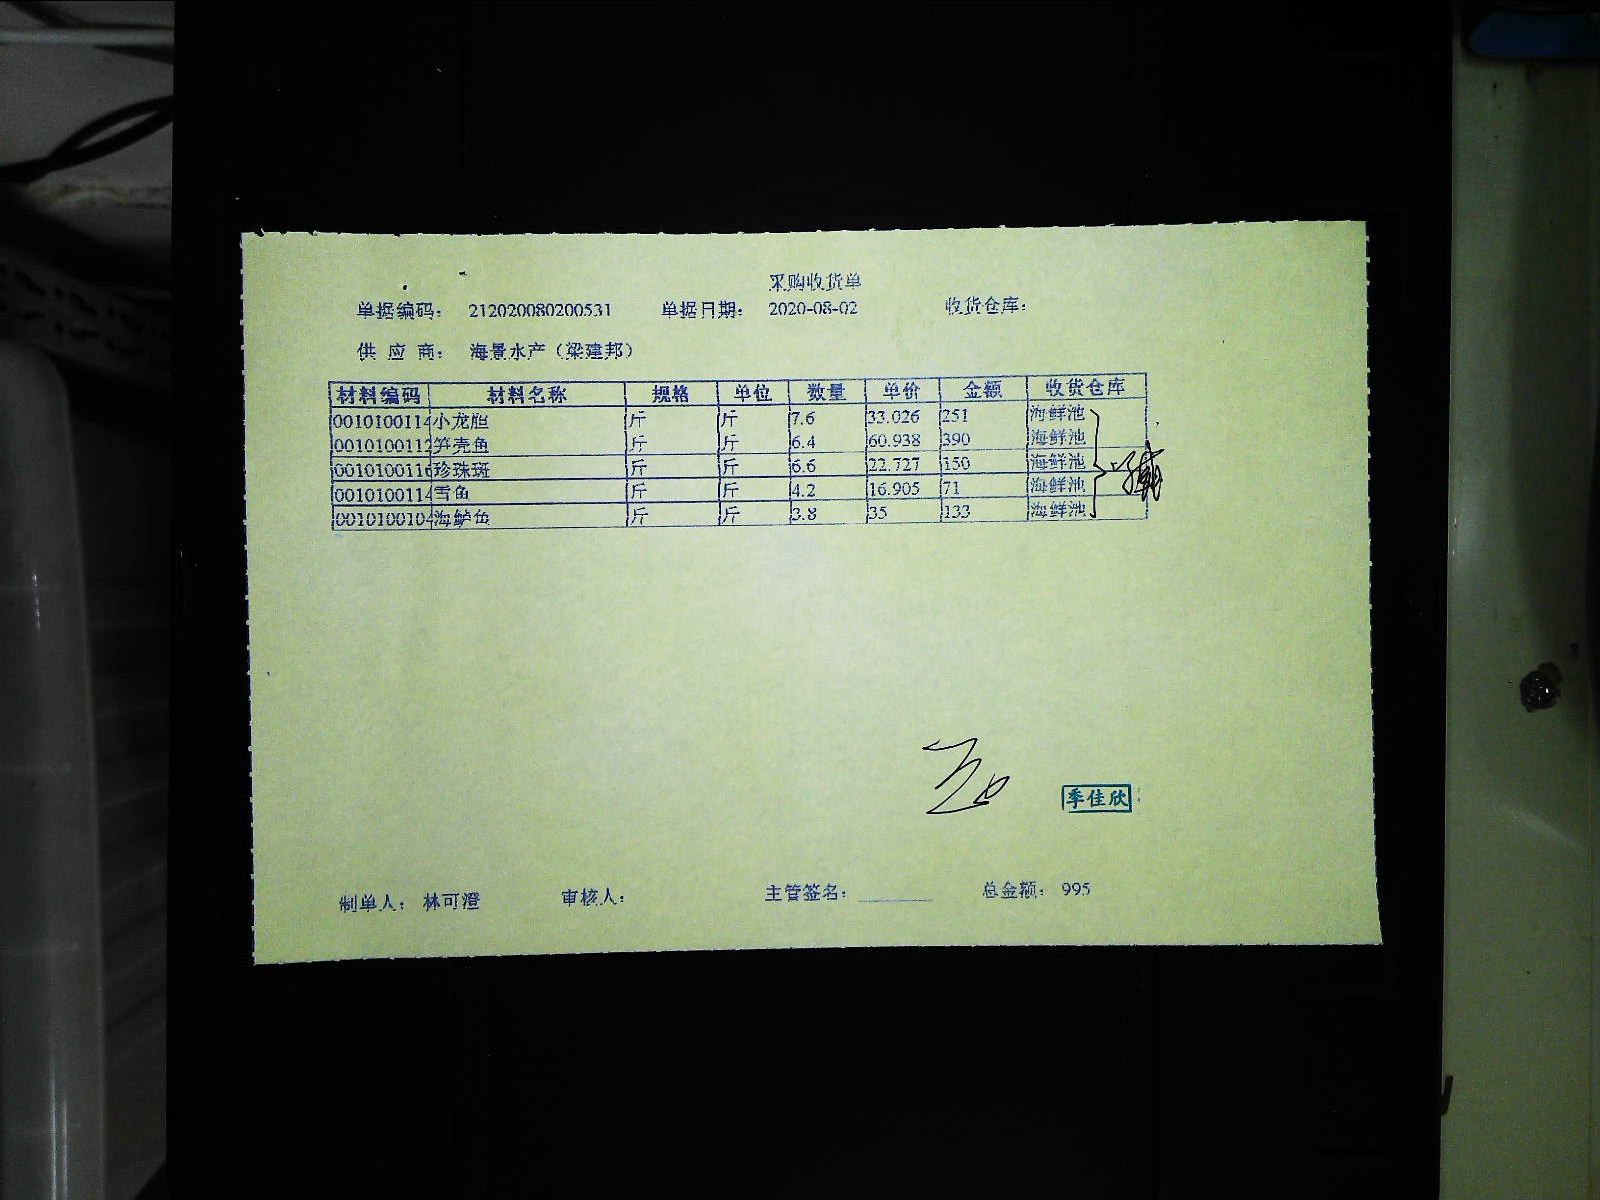 采购收货单
单据编码： 212020080200531 单据日期： 2020-08-02 收货仓库：
供 应 商： 海景水产（梁建邦）
材料编码 材料名称 规格 单位 数量 单价 金额 收货仓库
0010100114 小龙胆 斤 斤 7.6 33.026 251 海鲜池
0010100112 笋壳鱼 斤 斤 6.4 60.938 390 海鲜池
0010100116 珍珠斑 斤 斤 6.6 22.727 150 海鲜池
0010100114 雪鱼 斤 斤 4.2 16.905 71 海鲜池
0010100104 海鲈鱼 斤 斤 3.8 35 133 海鲜池
季佳欣
制单人： 林可澄 审核人： 主管签名： 总金额： 995